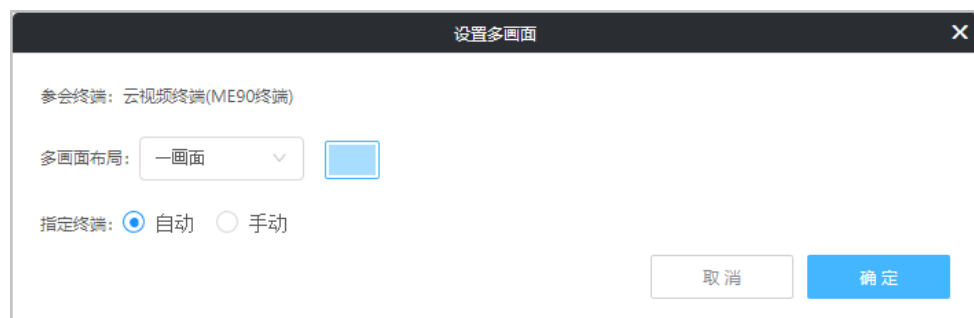 设置多画面
参会终端：云视频终端(ME90终端)
多画面布局： 一画面
指定终端： 自动 手动
取消 确定